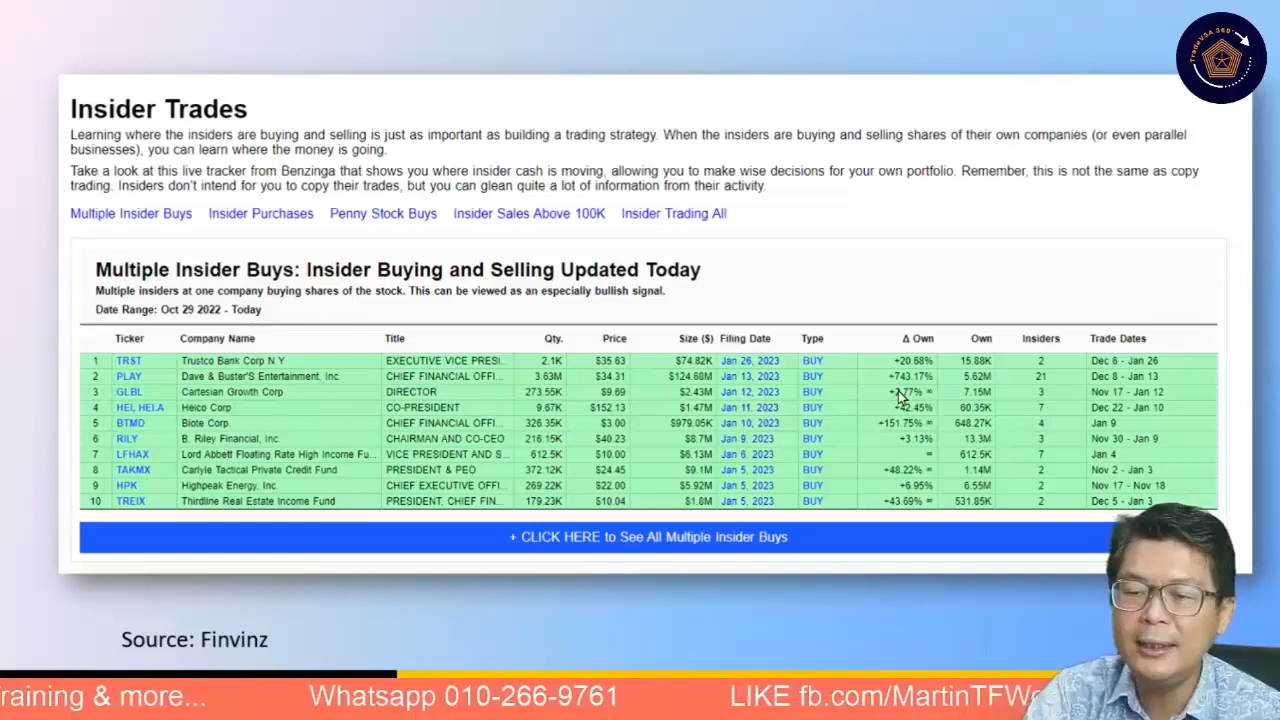 TradeVSA 360°
Insider Trades
Learning where the insiders are buying and selling is just as important as building a trading strategy. When the insiders are buying and selling shares of their own companies (or even parallel
businesses), you can learn where the money is going.
Take a look at this live tracker from Benzinga that shows you where insider cash is moving, allowing you to make wise decisions for your own portfolio. Remember, this is not the same as copy
trading. Insiders don't intend for you to copy their trades, but you can glean quite a lot of information from their activity.
Multiple Insider Buys Insider Purchases Penny Stock Buys Insider Sales Above 100K Insider Trading All
Multiple Insider Buys: Insider Buying and Selling Updated Today
Multiple insiders at one company buying shares of the stock. This can be viewed as an especially bullish signal.
Date Range: Oct 29 2022 - Today
Ticker Company Name Title Qty. Price Size ($) Filing Date Type Δ Own Own Insiders Trade Dates
1 TRST Trustco Bank Corp N Y EXECUTIVE VICE PRESI... 2.1K $35.63 $74.82K Jan 26, 2023 BUY +20.68% 15.88K 2 Dec 6 - Jan 26
2 PLAY Dave & Buster'S Entertainment, Inc. CHIEF FINANCIAL OFFI... 3.63M $34.31 $124.68M Jan 13, 2023 BUY +743.17% 5.62M 21 Dec 8 - Jan 13
3 GLBL Cartesian Growth Corp DIRECTOR 273.55K $9.69 $2.43M Jan 12, 2023 BUY 7.15M 3 Nov 17 - Jan 12
4 HEI, HEI.A Heico Corp CO-PRESIDENT 9.67K $152.13 $1.47M Jan 11, 2023 BUY +42.45% 60.35K 7 Dec 22 - Jan 10
5 BTMD Biote Corp. CHIEF FINANCIAL OFFI... 326.35K $3.00 $979.05K Jan 10, 2023 BUY +151.75% = 648.27K 4 Jan 9
6 RILY B. Riley Financial, Inc. CHAIRMAN AND CO-CEO 216.15K $40.23 $8.7M Jan 9, 2023 BUY +3.13% 13.3M 3 Nov 30 - Jan 9
7 LFHAX Lord Abbett Floating Rate High Income Fu... VICE PRESIDENT AND S... 612.5K $10.00 $6.13M Jan 6, 2023 BUY = 612.5K 7 Jan 4
8 TAKMX Carlyle Tactical Private Credit Fund PRESIDENT & PEO 372.12K $24.45 $9.1M Jan 5, 2023 BUY +48.22% = 1.14M 2 Nov 2 - Jan 3
9 HPK Highpeak Energy, Inc. CHIEF EXECUTIVE OFFI... 269.22K $22.00 $5.92M Jan 5, 2023 BUY +6.95% 6.55M 2 Nov 17 - Nov 18
10 TREIX Thirdline Real Estate Income Fund PRESIDENT, CHIEF FIN... 179.23K $10.04 $1.8M Jan 5, 2023 BUY +43.69% = 531.85K 2 Dec 5 - Jan 3
+ CLICK HERE to See All Multiple Insider Buys
Source: Finvinz
raining & more... Whatsapp 010-266-9761 LIKE fb.com/MartinTFWo